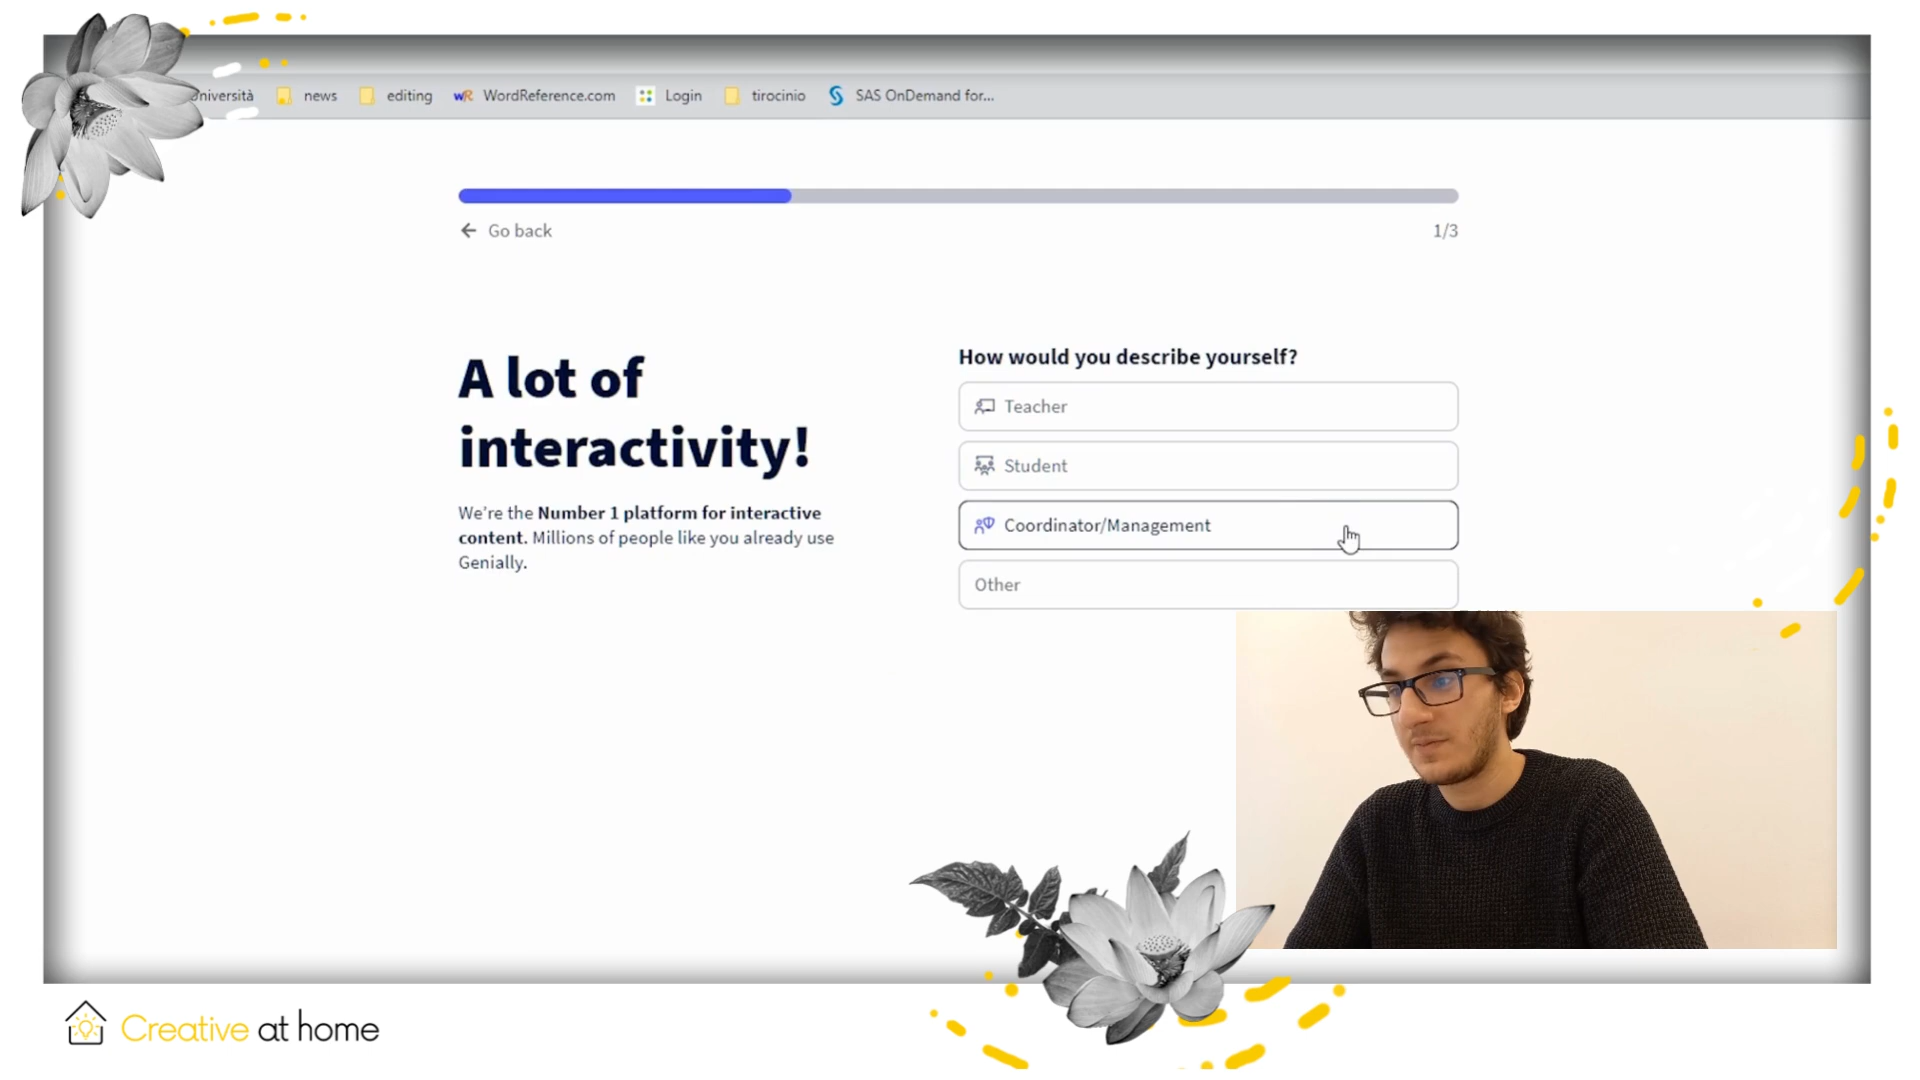 news editing WordReference.com Login tirocinio SAS OnDemand for...
Go back 1/3
A lot of
interactivity!
We're the Number 1 platform for interactive
content. Millions of people like you already use
Genially.
How would you describe yourself?
Teacher
Student
Coordinator/Management
Other
Creative at home